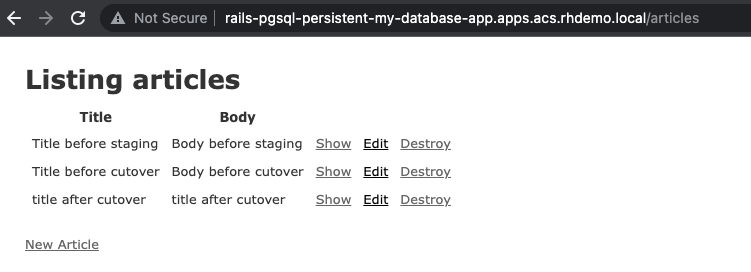 Not Secure | rails-pgsql-persistent-my-database-app.apps.acs.rhdemo.local/articles
Listing articles
Title Body
Title before staging Body before staging Show Edit Destroy
Title before cutover Body before cutover Show Edit Destroy
title after cutover title after cutover Show Edit Destroy
New Article